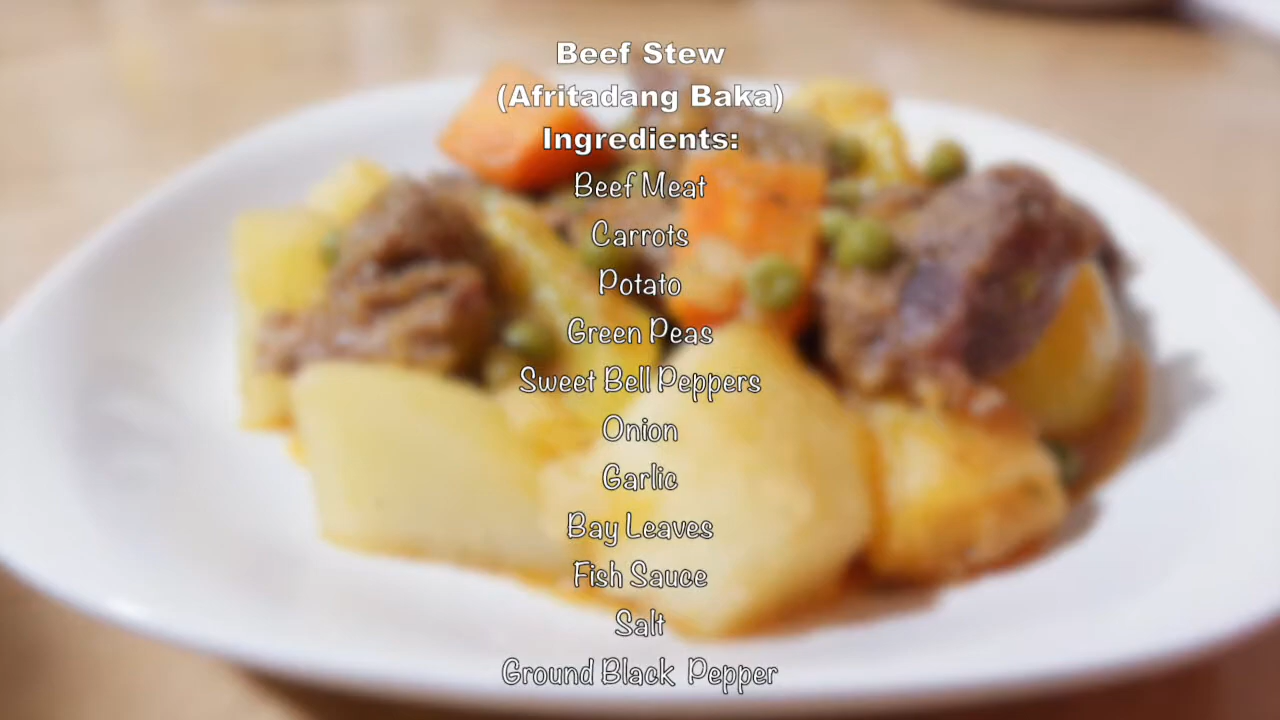 Beef Stew
(Afritadang Baka)
Ingredients:
Beef Meat
Carrots
Potato
Green Peas
Sweet Bell Peppers
Onion
Garlic
Bay Leaves
Fish Sauce
Salt
Ground Black Pepper